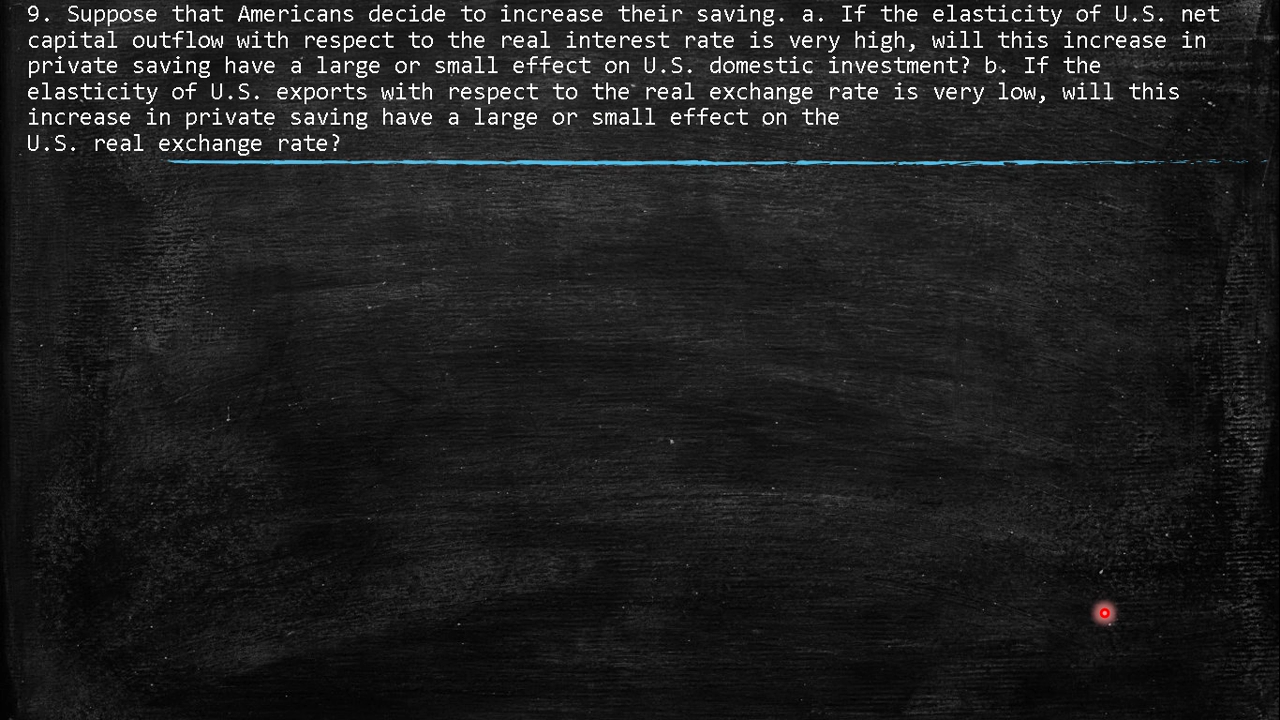 9. Suppose that Americans decide to increase their saving. a. If the elasticity of U.S. net
capital outflow with respect to the real interest rate is very high, will this increase in
private saving have a large or small effect on U.S. domestic investment? b. If the
elasticity of U.S. exports with respect to the real exchange rate is very low, will this
increase in private saving have a large or small effect on the
U.S. real exchange rate?